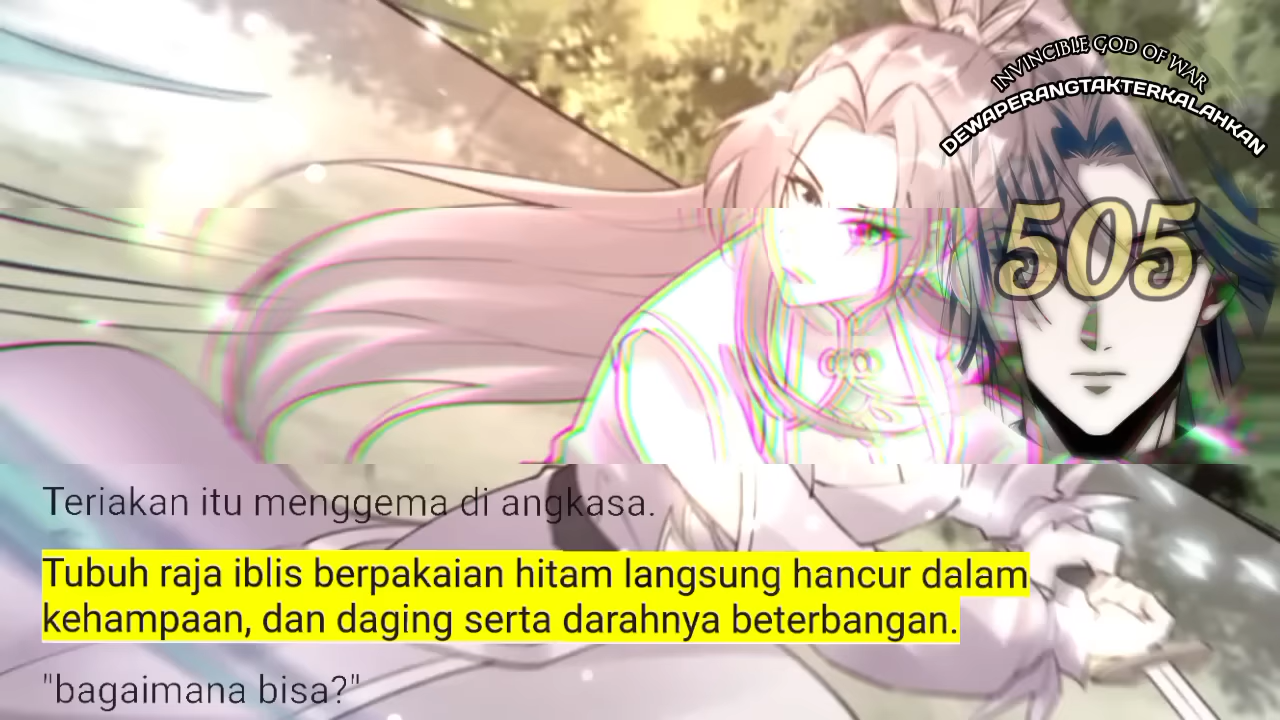 INVINCIBLE GOD OF WAR
DEWAPERANGTAKTERKALAHKAN
505
Teriakan itu menggema di angkasa.
Tubuh raja iblis berpakaian hitam langsung hancur dalam
kehampaan, dan daging serta darahnya beterbangan.
"bagaimana bisa?"